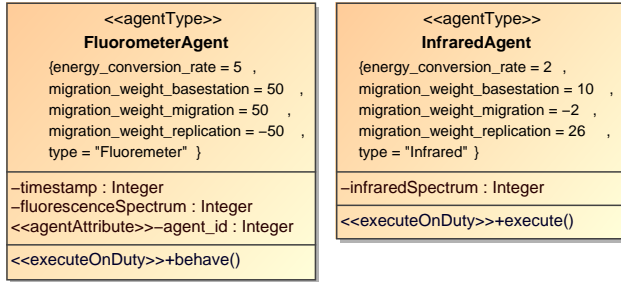 <<agentType>>
FluorometerAgent
{energy_conversion_rate = 5 ,
migration_weight_basestation = 50 ,
migration_weight_migration = 50 ,
migration_weight_replication = −50 ,
type = "Fluoremeter" }
−timestamp : Integer
−fluorescenceSpectrum : Integer
<<agentAttribute>>−agent_id : Integer
<<executeOnDuty>>+behave()
<<agentType>>
InfraredAgent
{energy_conversion_rate = 2 ,
migration_weight_basestation = 10 ,
migration_weight_migration = −2 ,
migration_weight_replication = 26 ,
type = "Infrared" }
−infraredSpectrum : Integer
<<executeOnDuty>>+execute()